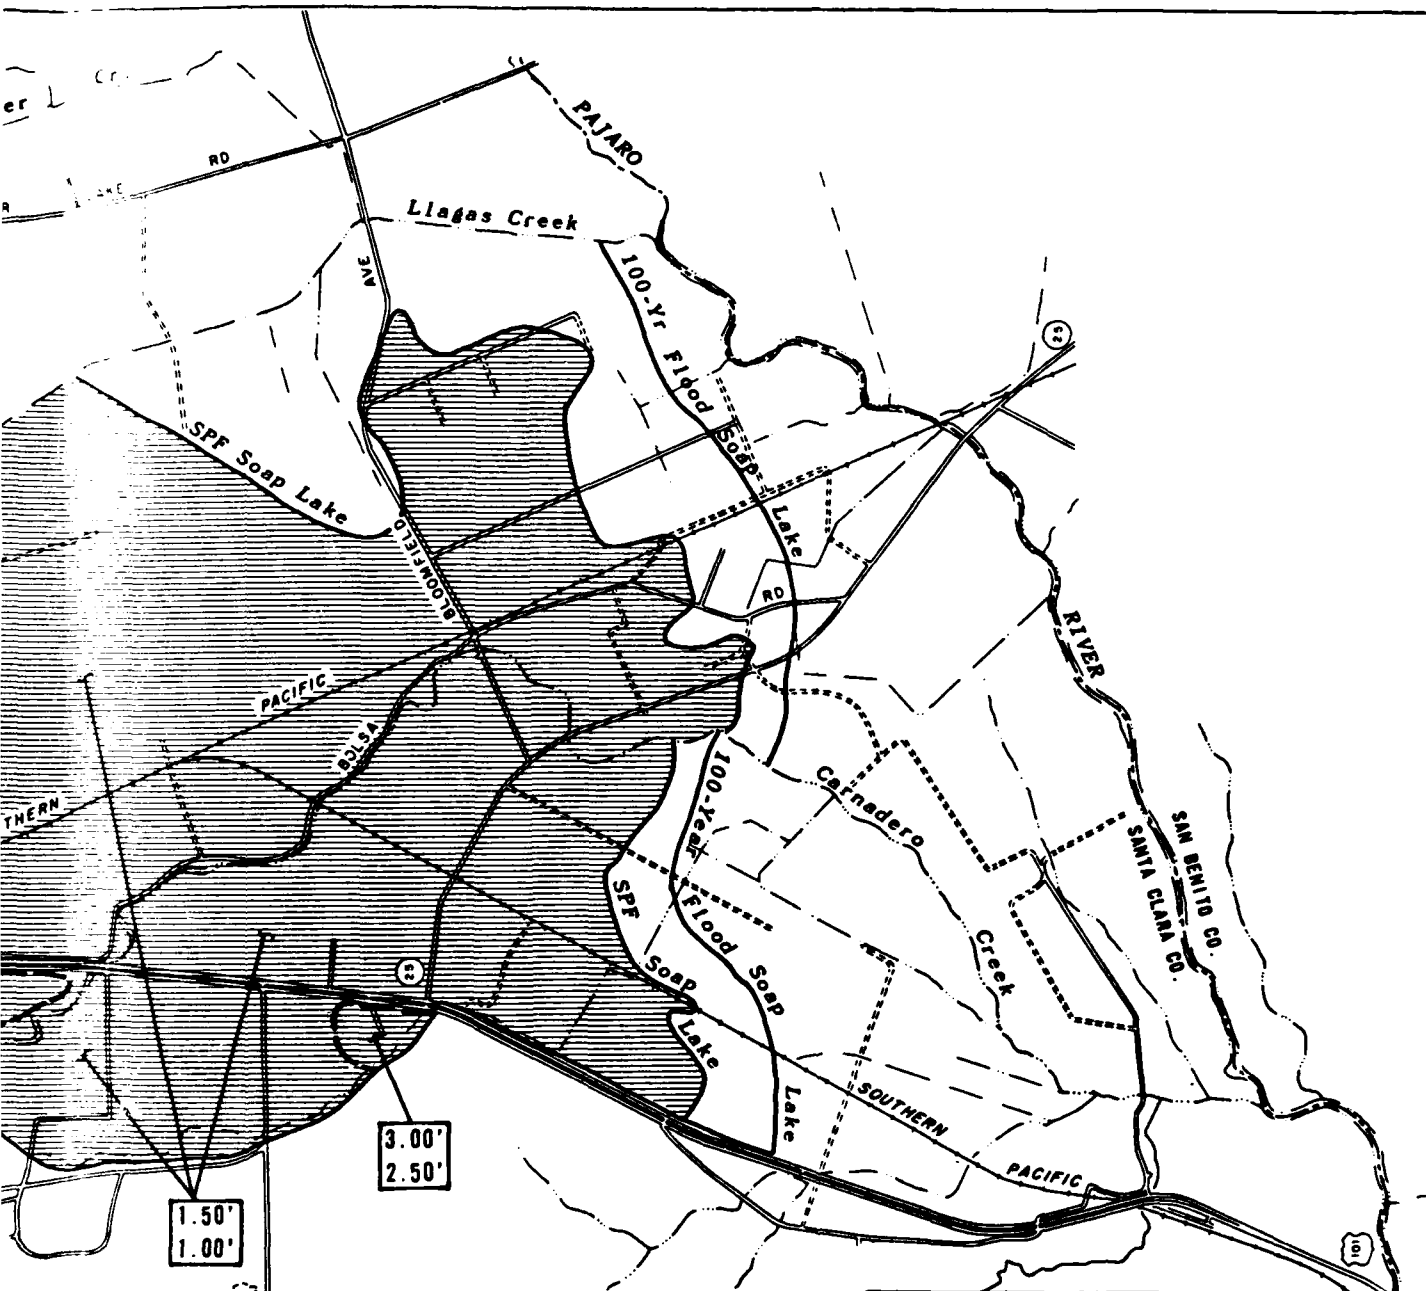 Cr.
er
PAJARO
RD
Llagas Creek
AVE
100-Yr Flood Soap Lake
25
SPF Soap Lake
BLOOMFIELD
RD
RIVER
PACIFIC
BOLSA
100-Year Flood Soap Lake
Carnadero Creek
THERN
SAN BENITO CO.
SANTA CLARA CO.
SPF Soap Lake
25
SOUTHERN PACIFIC
3.00'
2.50'
1.50'
1.00'
101